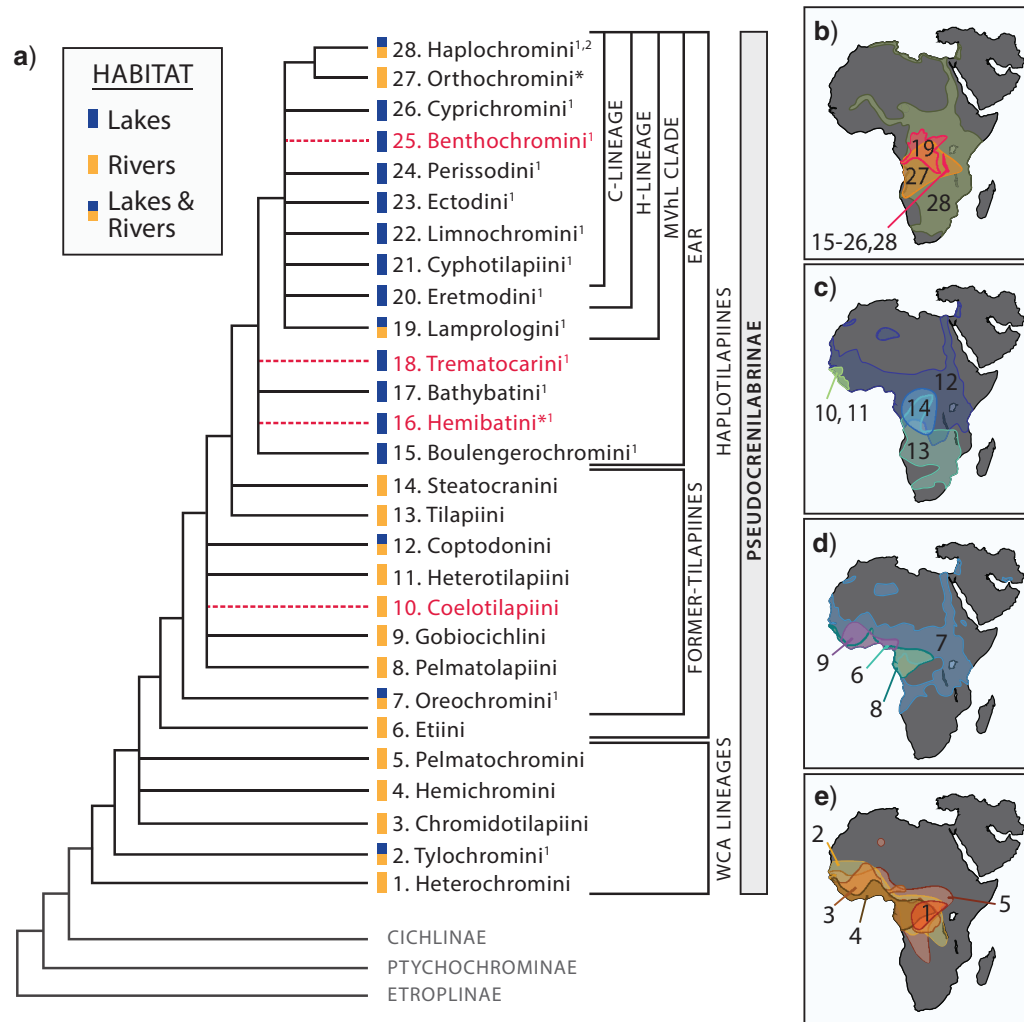 a)
HABITAT
Lakes
Rivers
Lakes &
Rivers
28. Haplochromini1,2
27. Orthochromini*
26. Cyprichromini1
25. Benthochromini1
24. Perissodini1
23. Ectodini1
22. Limnochromini1
21. Cyphotilapiini1
20. Eretmodini1
19. Lamprologini1
18. Trematocarini1
17. Bathybatini1
16. Hemibatini*1
15. Boulengerochromini1
14. Steatocranini
13. Tilapiini
12. Coptodonini
11. Heterotilapiini
10. Coelotilapiini
9. Gobiocichlini
8. Pelmatolapiini
7. Oreochromini1
6. Etiini
5. Pelmatochromini
4. Hemichromini
3. Chromidotilapiini
2. Tylochromini1
1. Heterochromini
CICHLINAE
PTYCHOCHROMINAE
ETROPLINAE
C-LINEAGE
H-LINEAGE
MVhL CLADE
EAR
FORMER-TILAPIINES
HAPLOTILAPIINES
WCA LINEAGES
PSEUDOCRENILABRINAE
b)
19
27
28
15-26,28
c)
12
10, 11
14
13
d)
7
9
6
8
e)
2
3
4
1
5